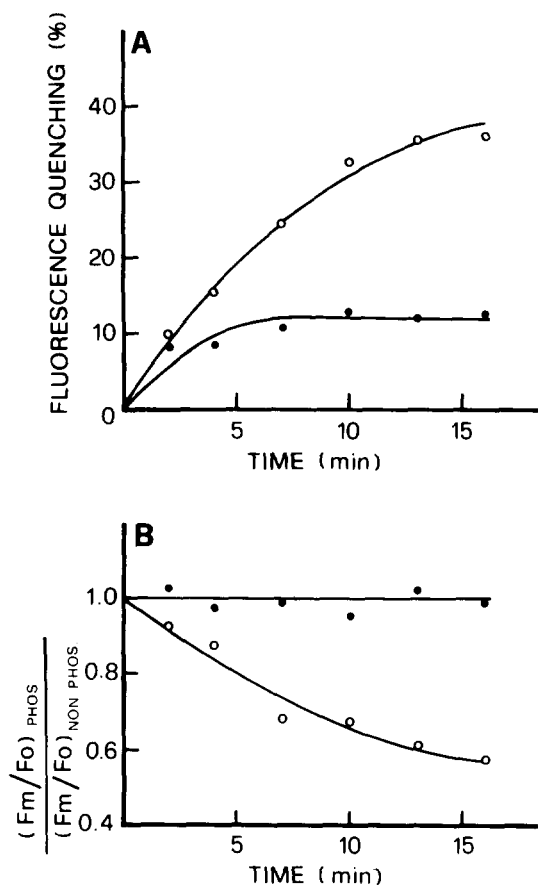 A
FLUORESCENCE QUENCHING (%)
40
30
20
10
0
5
10
15
TIME (min)
B
(Fm/Fo) PHOS
(Fm/Fo) NON PHOS.
1.0
0.8
0.6
0.4
5
10
15
TIME (min)